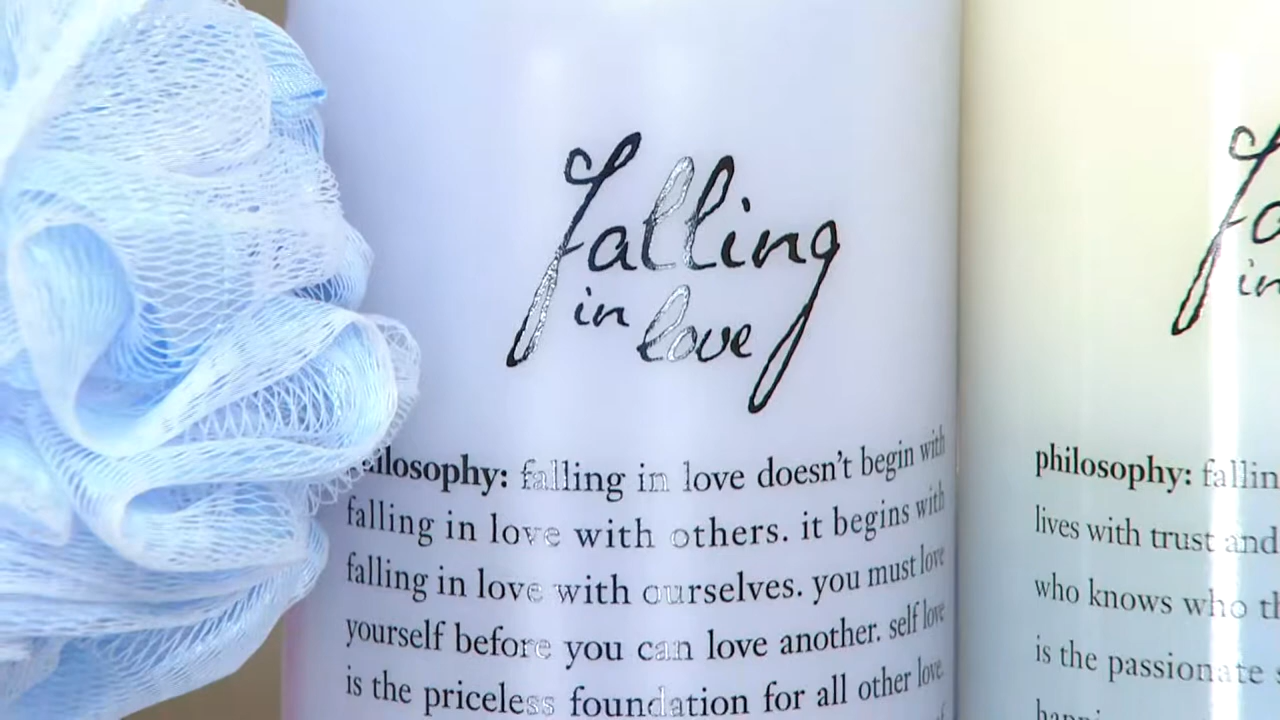 falling
in love
philosophy: falling in love doesn't begin with
falling in love with others. it begins with
falling in love with ourselves. you must love
yourself before you can love another. self love
is the priceless foundation for all other love.
of
in
philosophy:
lives with trust and
who knows who
is the passionate